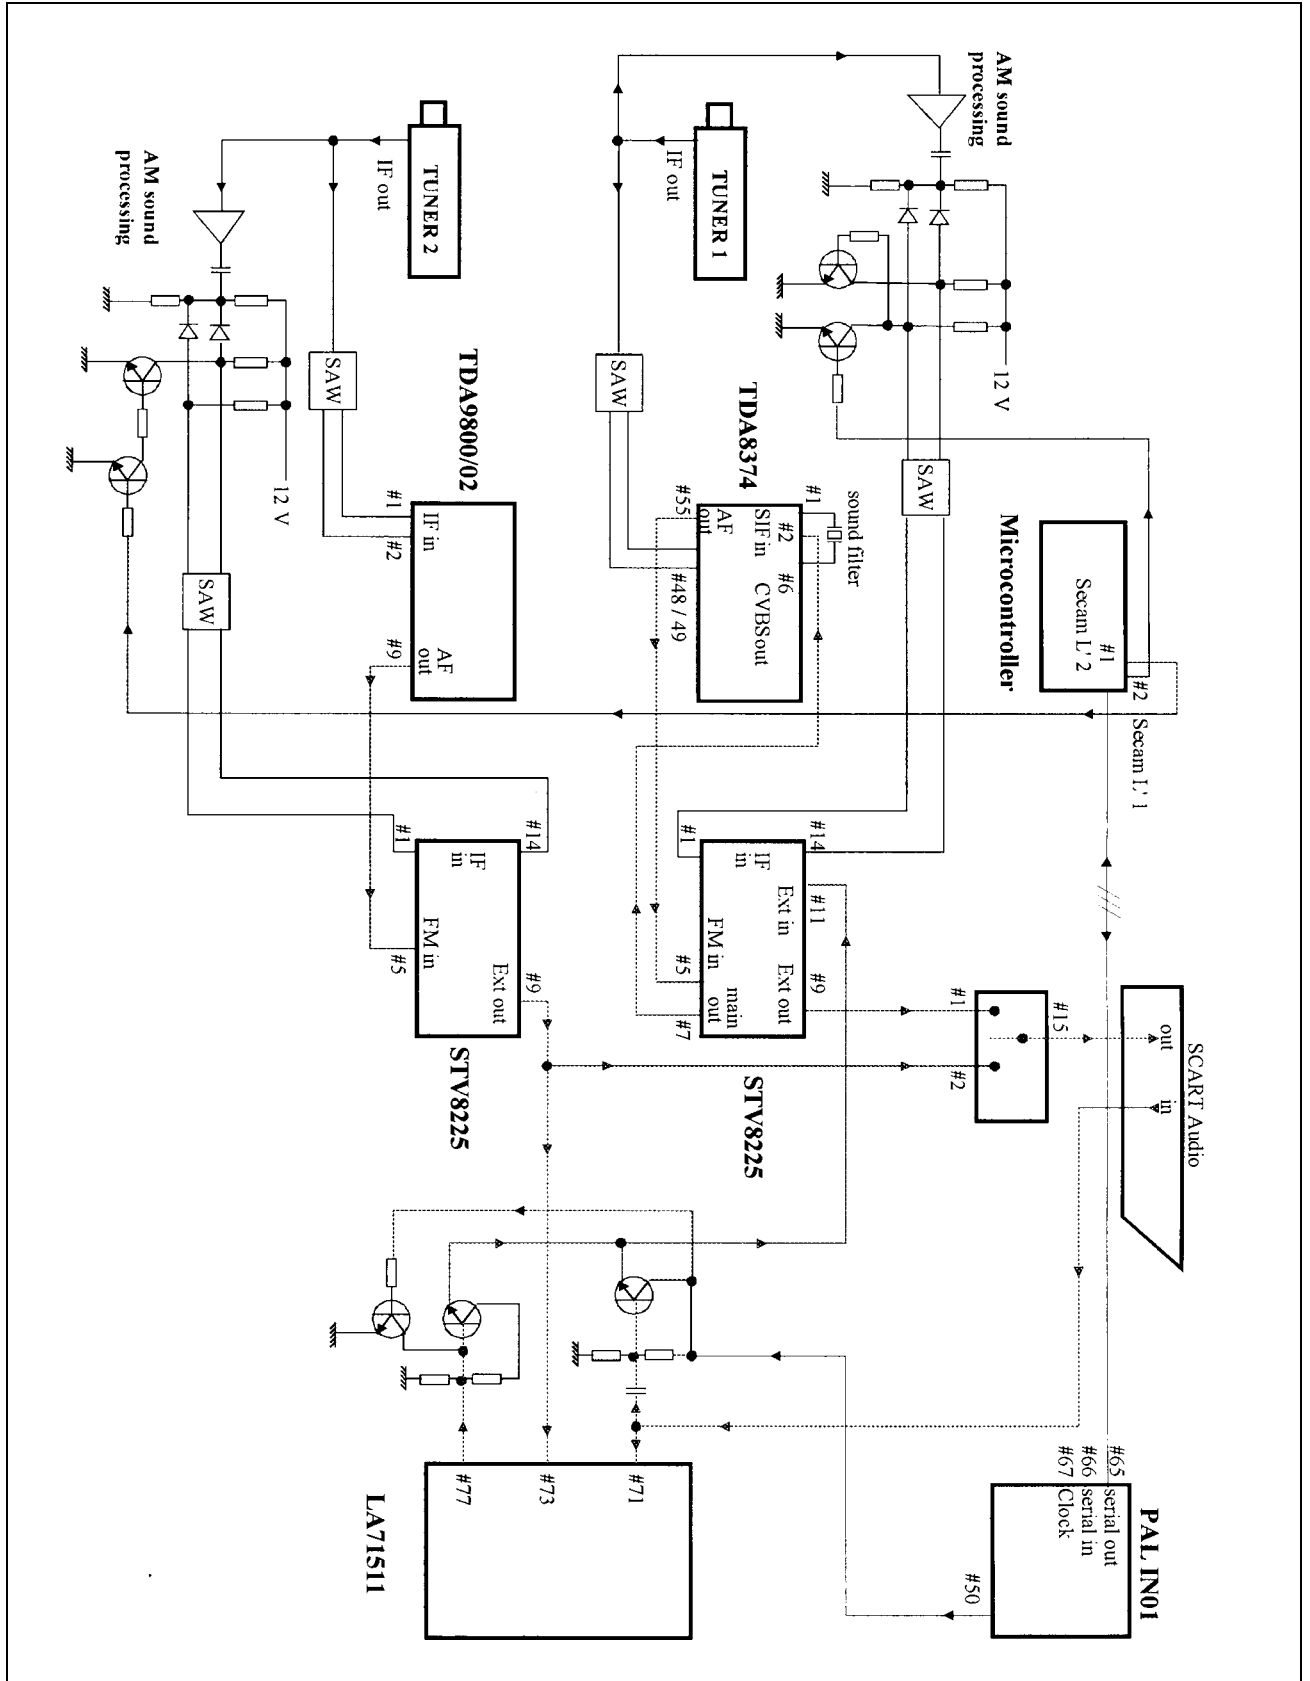 AM sound
processing
TUNER 1
IF out
12 V
SAW
SAW
TDA8374
#1
#2
SIF in
#6
CVBSout
#55
AF
out
#48 / 49
sound filter
Microcontroller
#1
Secam L' 2
#2
Secam L' 1
AM sound
processing
TUNER 2
IF out
12 V
SAW
SAW
TDA9800/02
#1
#2
IF in
AF
out
#9
#14
#1
IF
in
Ext in
#11
Ext out
#9
FM in
#5
main
out
#7
STV8225
#14
#1
IF
in
FM in
#5
Ext out
#9
STV8225
#1
#2
#15
out
in
SCART Audio
#65
serial out
#66
serial in
#67
Clock
#50
PAL IN01
#71
#73
#77
LA71511